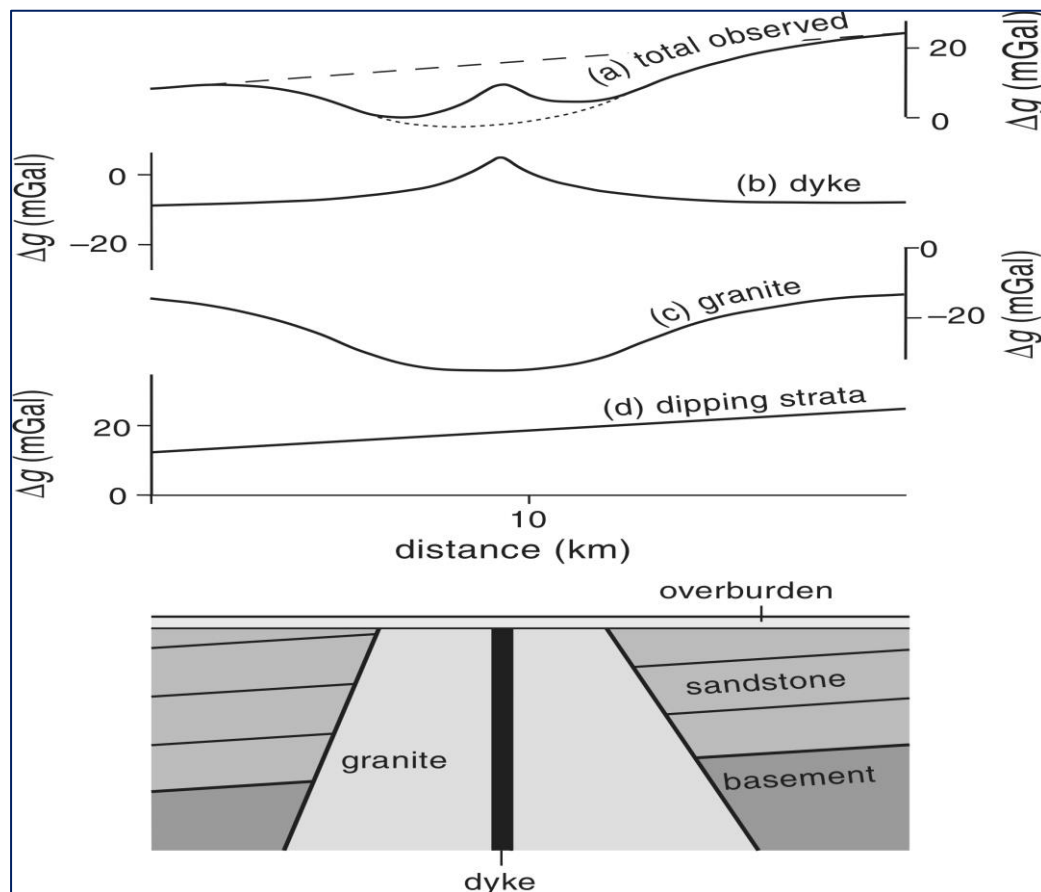 (a) total observed
20
0
Δg (mGal)
0
−20
Δg (mGal)
(b) dyke
0
−20
Δg (mGal)
(c) granite
20
0
Δg (mGal)
(d) dipping strata
10
distance (km)
overburden
sandstone
granite
basement
dyke